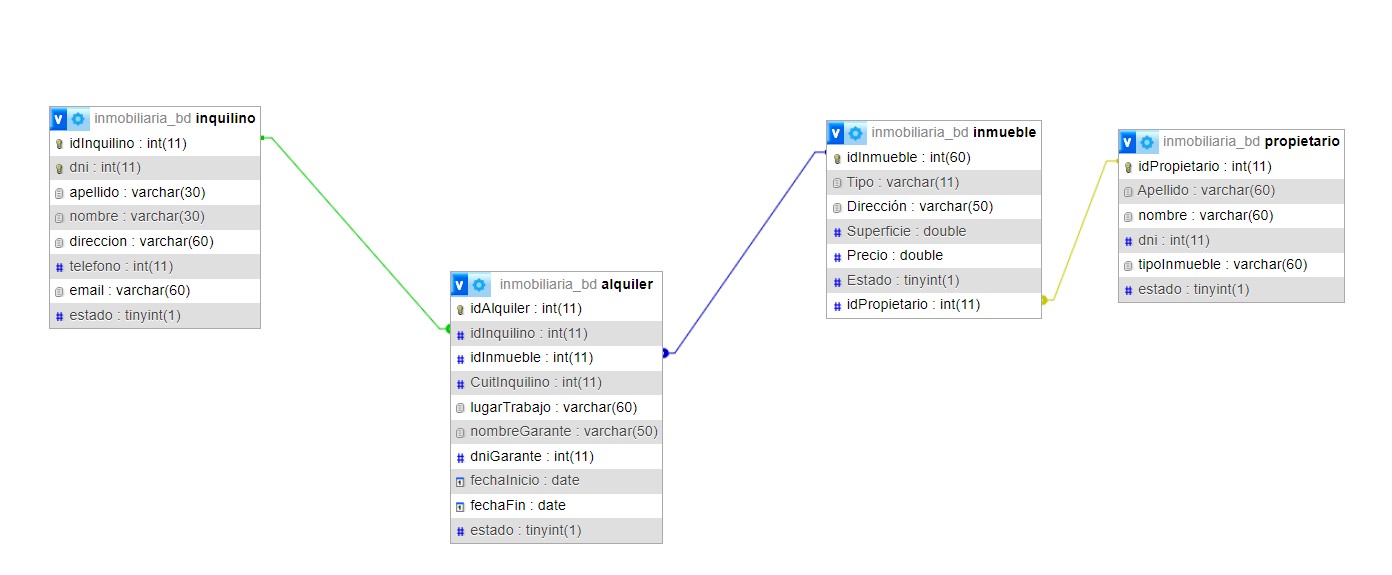 v inmobiliaria_bd inquilino
idInquilino : int(11)
dni : int(11)
apellido : varchar(30)
nombre : varchar(30)
direccion : varchar(60)
# telefono : int(11)
email : varchar(60)
# estado : tinyint(1)
v inmobiliaria_bd alquiler
idAlquiler : int(11)
# idInquilino : int(11)
# idInmueble : int(11)
# CuitInquilino : int(11)
lugarTrabajo : varchar(60)
nombreGarante : varchar(50)
# dniGarante : int(11)
fechaInicio : date
fechaFin : date
# estado : tinyint(1)
v inmobiliaria_bd inmueble
idInmueble : int(60)
Tipo : varchar(11)
Dirección : varchar(50)
# Superficie : double
# Precio : double
# Estado : tinyint(1)
# idPropietario : int(11)
v inmobiliaria_bd propietario
idPropietario : int(11)
Apellido : varchar(60)
nombre : varchar(60)
# dni : int(11)
tipoInmueble : varchar(60)
# estado : tinyint(1)